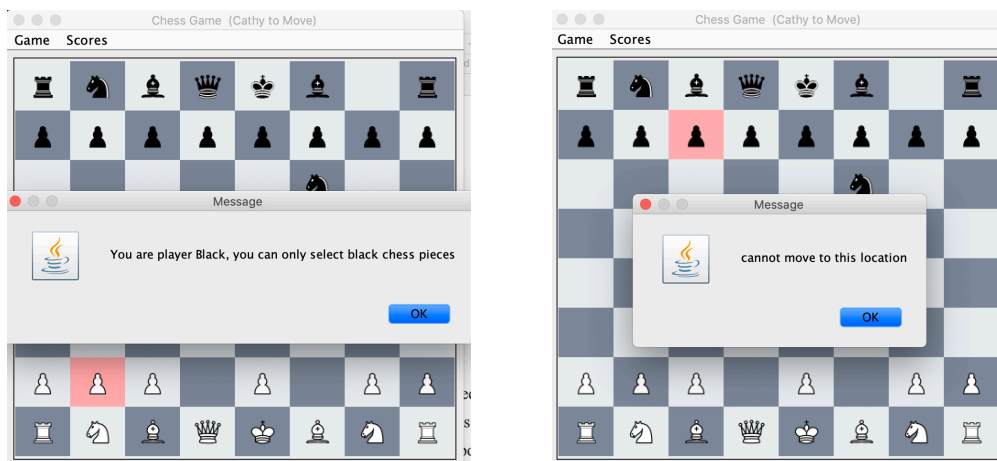 Chess Game (Cathy to Move)
Game Scores
Message
You are player Black, you can only select black chess pieces
OK
Chess Game (Cathy to Move)
Game Scores
Message
cannot move to this location
OK